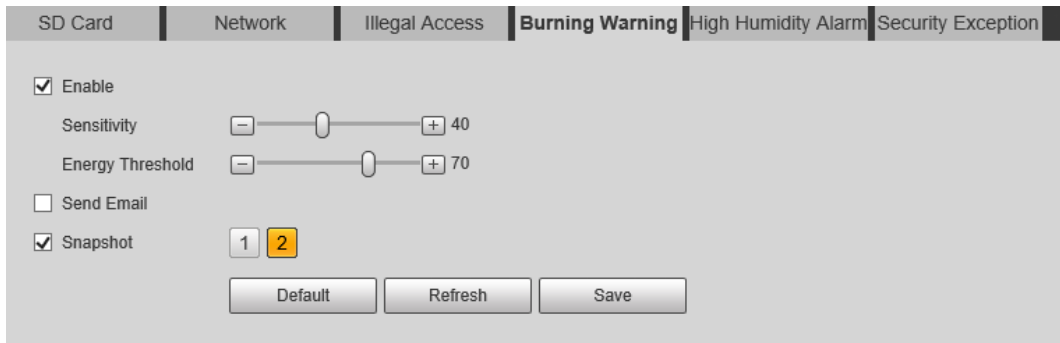 SD Card Network Illegal Access Burning Warning High Humidity Alarm Security Exception
Enable
Sensitivity 40
Energy Threshold 70
Send Email
Snapshot 1 2
Default Refresh Save